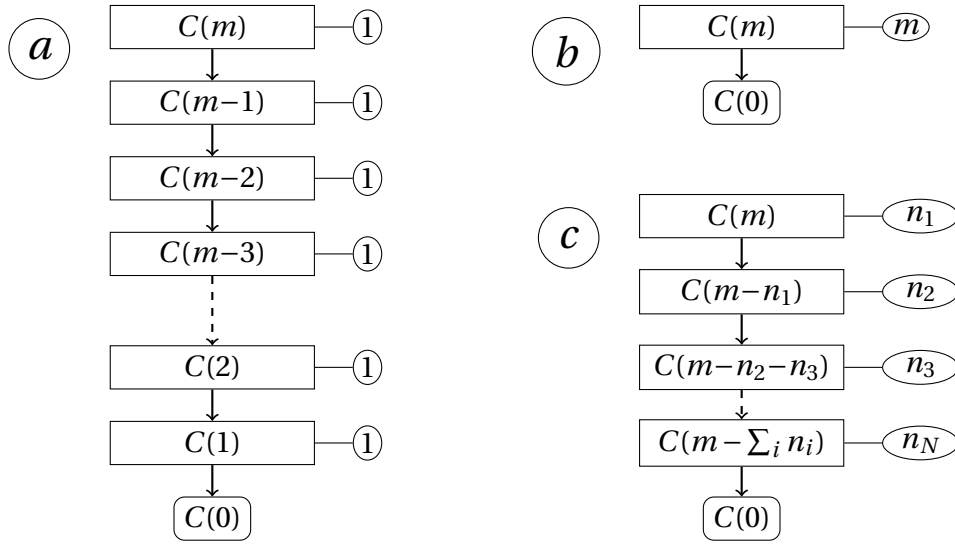 a
C(m) 1
C(m−1) 1
C(m−2) 1
C(m−3) 1
C(2) 1
C(1) 1
C(0)
b
C(m) m
C(0)
c
C(m) n₁
C(m−n₁) n₂
C(m−n₂−n₃) n₃
C(m − ∑ᵢ nᵢ) n_N
C(0)